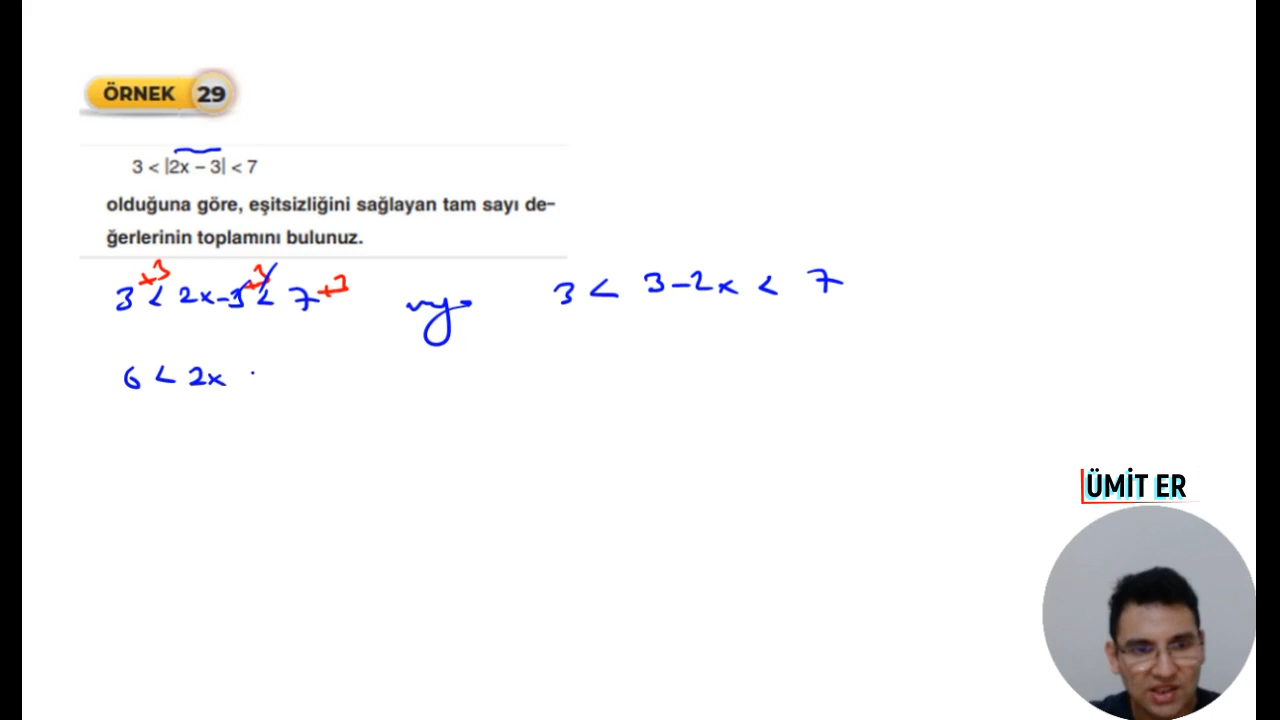 ÖRNEK 29
3 < |2x – 3| < 7
olduğuna göre, eşitsizliğini sağlayan tam sayı de-
ğerlerinin toplamını bulunuz.
+3 +3 +3
3 < 2x-3 < 7 veya 3 < 3-2x < 7
6 < 2x
ÜMİT ER